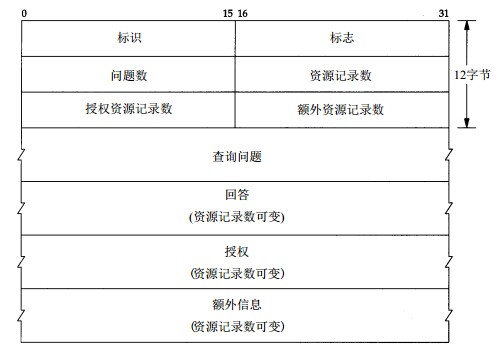 0 15 16 31
标识 标志
问题数 资源记录数 12字节
授权资源记录数 额外资源记录数
查询问题
回答
(资源记录数可变)
授权
(资源记录数可变)
额外信息
(资源记录数可变)